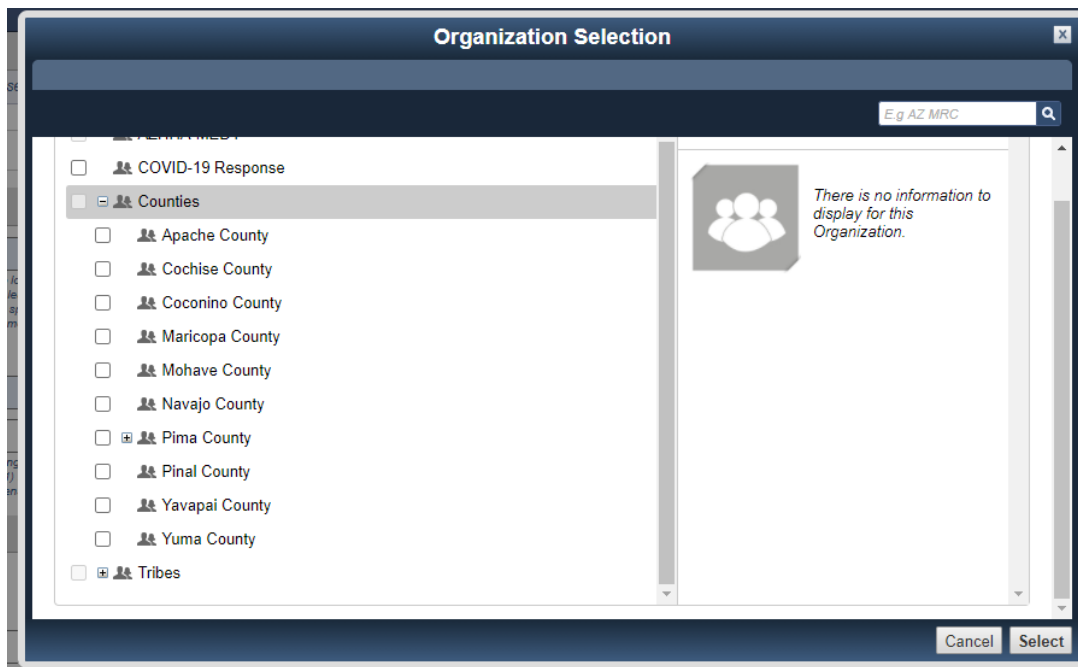 Organization Selection
x
E.g AZ MRC
COVID-19 Response
Counties
Apache County
Cochise County
Coconino County
Maricopa County
Mohave County
Navajo County
Pima County
Pinal County
Yavapai County
Yuma County
Tribes
There is no information to
display for this
Organization.
Cancel Select